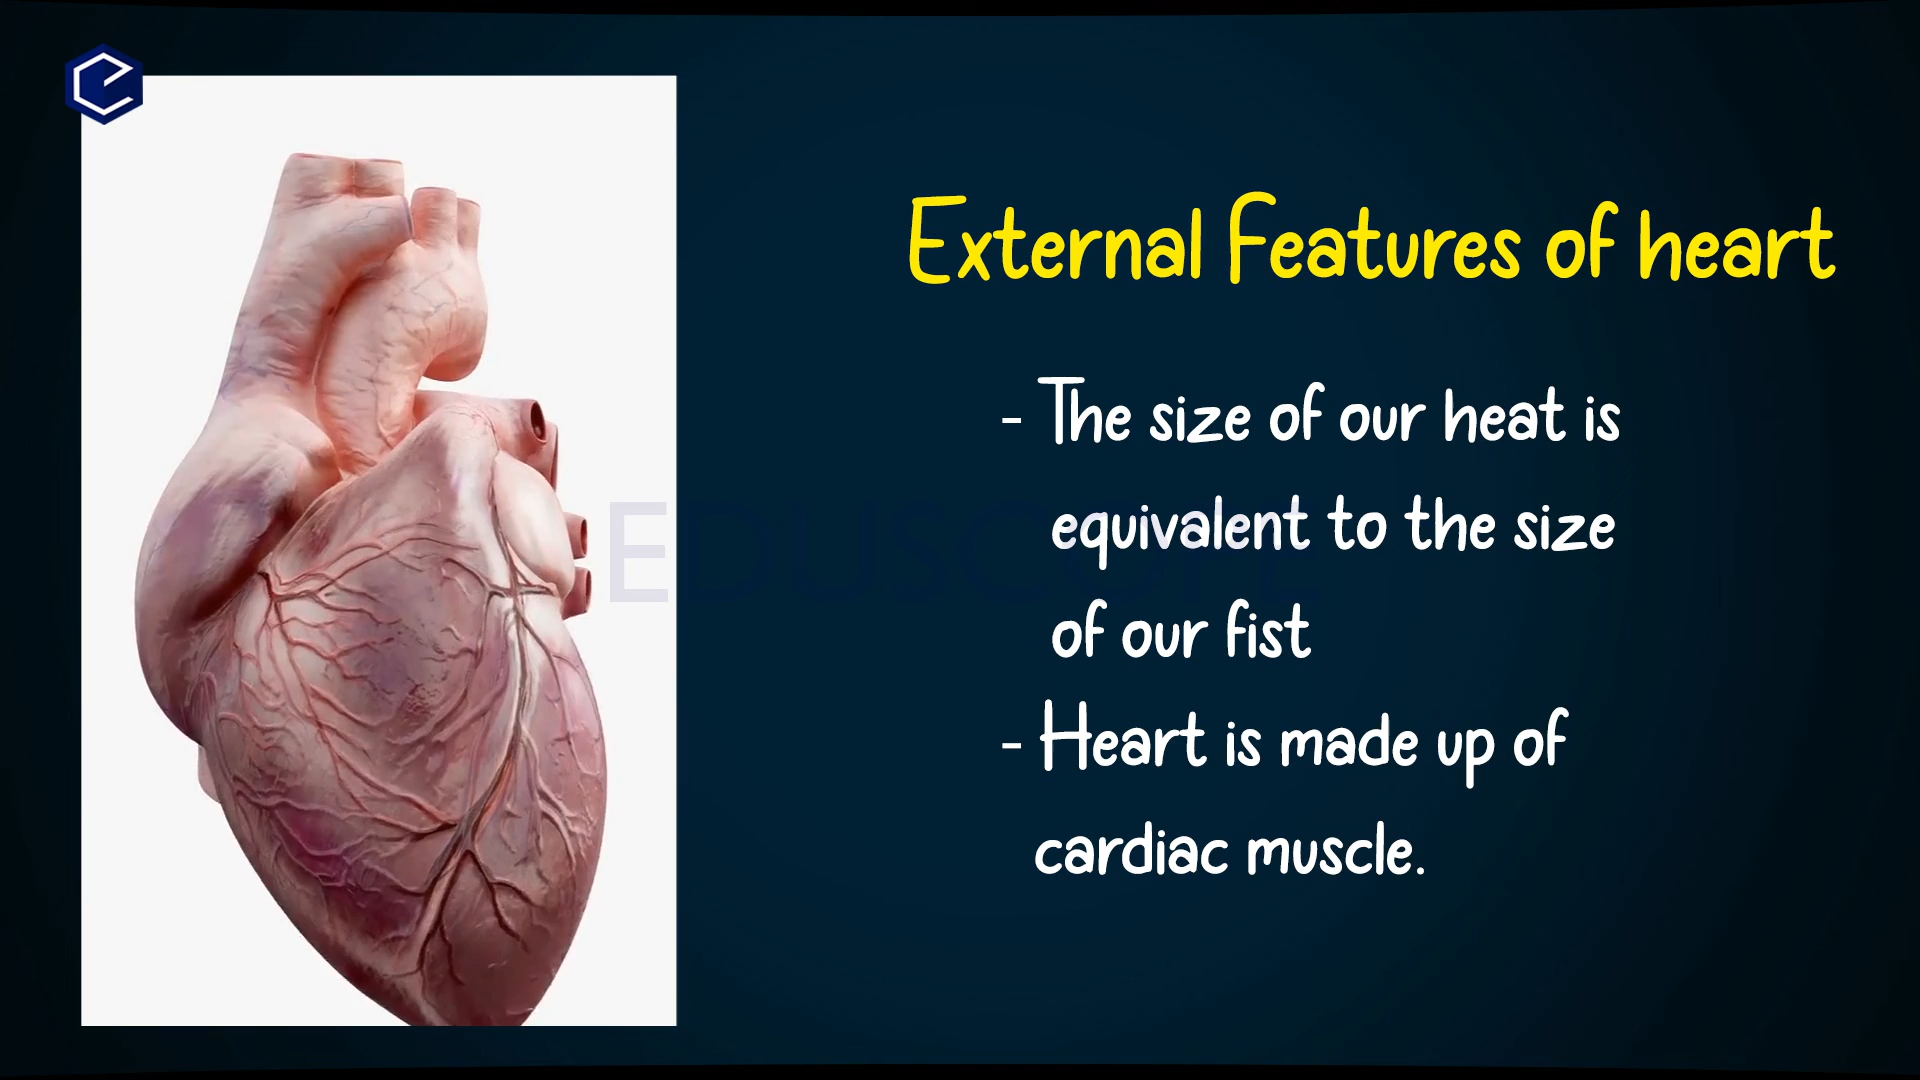 External Features of heart
- The size of our heat is
equivalent to the size
of our fist
- Heart is made up of
cardiac muscle.